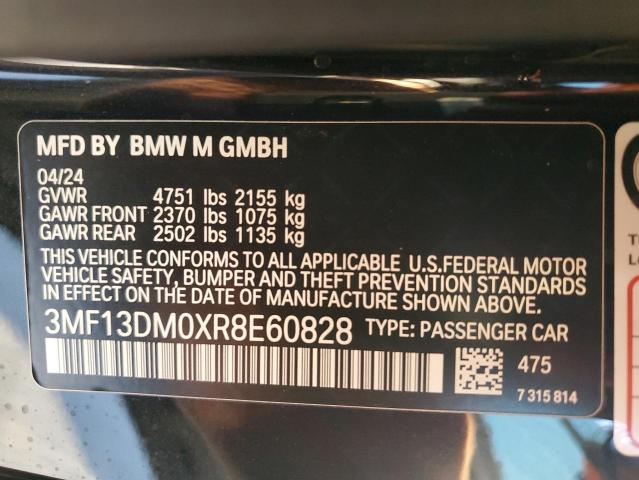 MFD BY BMW M GMBH
04/24
GVWR 4751 lbs 2155 kg
GAWR FRONT 2370 lbs 1075 kg
GAWR REAR 2502 lbs 1135 kg
THIS VEHICLE CONFORMS TO ALL APPLICABLE U.S.FEDERAL MOTOR
VEHICLE SAFETY, BUMPER AND THEFT PREVENTION STANDARDS
IN EFFECT ON THE DATE OF MANUFACTURE SHOWN ABOVE.
3MF13DM0XR8E60828 TYPE: PASSENGER CAR
475
7 315 814